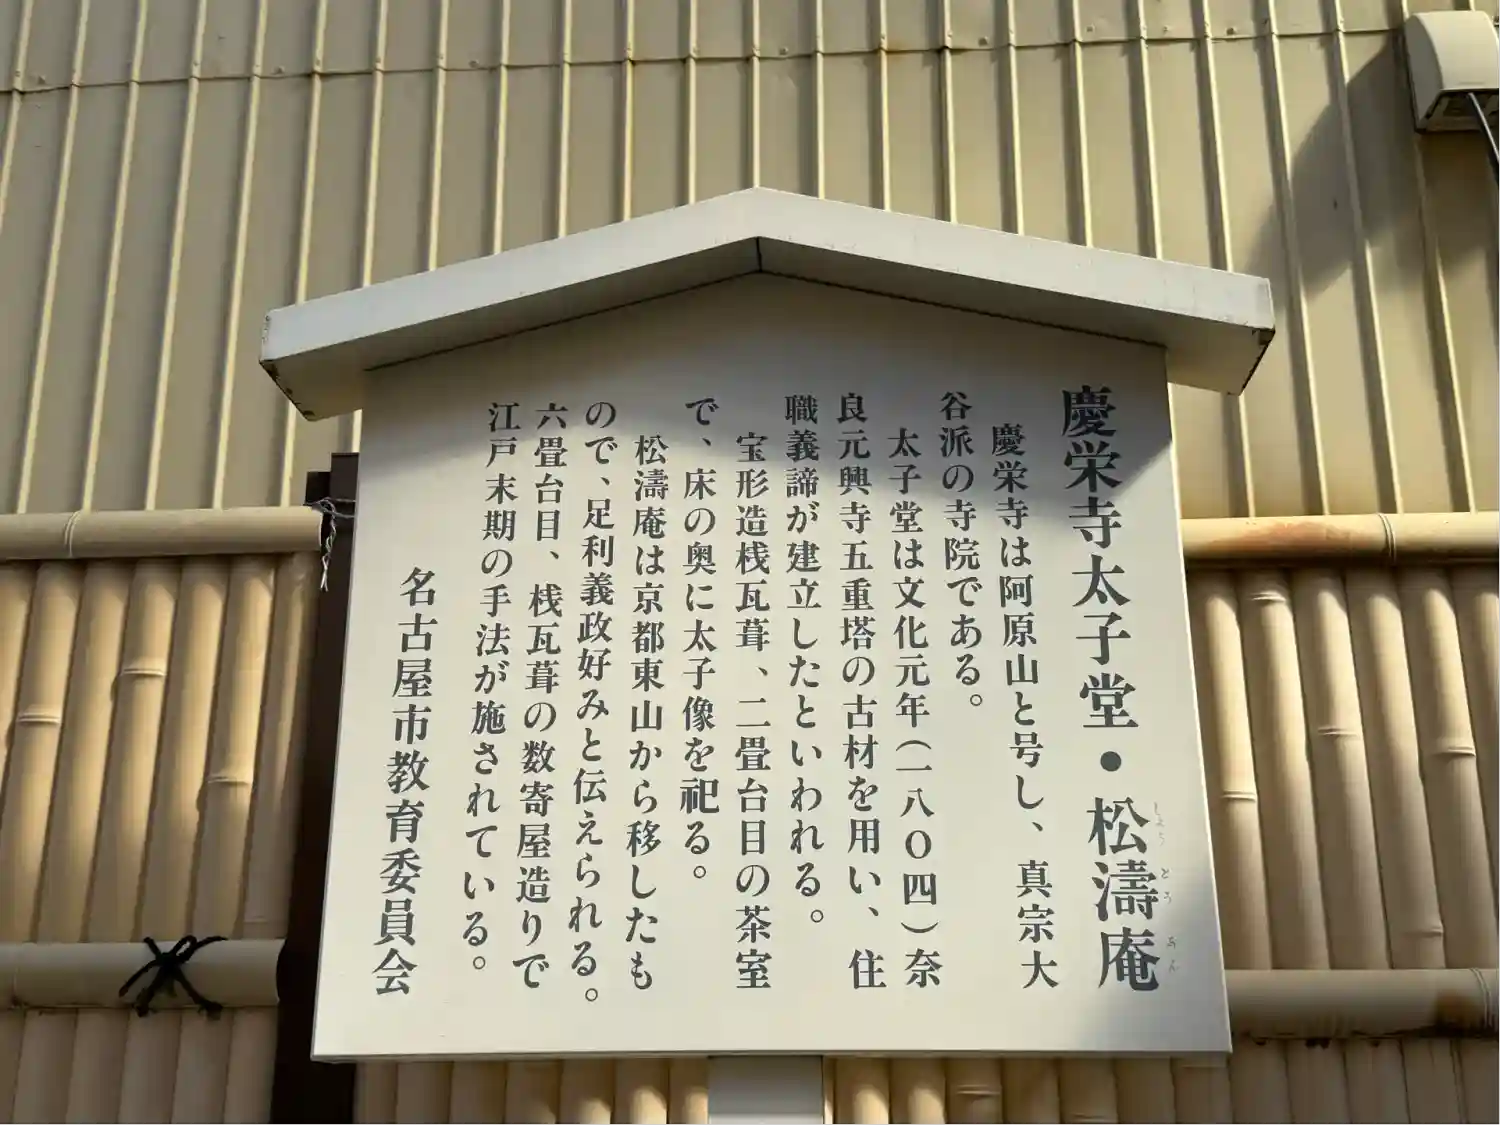 慶栄寺太子堂・松濤庵
しょうとうあん
慶栄寺は阿原山と号し、真宗大
谷派の寺院である。
太子堂は文化元年(一八〇四)奈
良元興寺五重塔の古材を用い、住
職義諦が建立したといわれる。
宝形造桟瓦葺、二畳台目の茶室
で、床の奥に太子像を祀る。
松濤庵は京都東山から移したも
ので、足利義政好みと伝えられる。
六畳台目、桟瓦葺の数寄屋造りで
江戸末期の手法が施されている。
名古屋市教育委員会